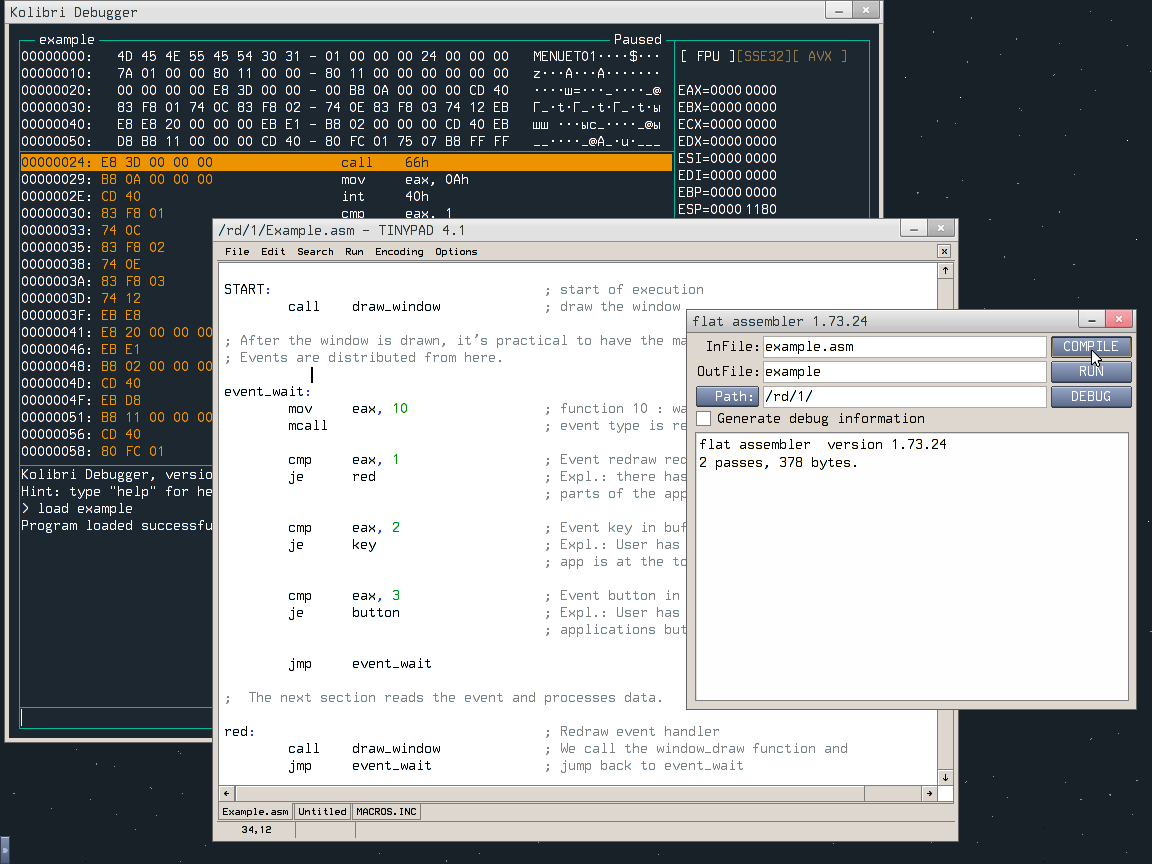 Kolibri Debugger
example
Paused
00000000: 4D 45 4E 55 45 54 30 31 - 01 00 00 00 24 00 00 00 MENUET01····$···
00000010: 7A 01 00 00 80 11 00 00 - 80 11 00 00 00 00 00 00 z···А···А·······
00000020: 00 00 00 00 E8 3D 00 00 - 00 B8 0A 00 00 00 CD 40 ····ш=···_····_@
00000030: 83 F8 01 74 0C 83 F8 02 - 74 0E 83 F8 03 74 12 EB Г_·t·Г_·t·Г_·t·ы
00000040: E8 E8 20 00 00 00 EB E1 - B8 02 00 00 00 CD 40 EB
00000050: D8 B8 11 00 00 00 CD 40 - 80 FC 01 75 07 B8 FF FF __····_@А_·u·___
[ FPU ][SSE32][ AVX ]
EAX=0000 0000
EBX=0000 0000
ECX=0000 0000
EDX=0000 0000
ESI=0000 0000
EDI=0000 0000
EBP=0000 0000
ESP=0000 1180
00000024: E8 3D 00 00 00 call 66h
00000029: B8 0A 00 00 00 mov eax, 0Ah
0000002E: CD 40 int 40h
00000030: 83 F8 01 cmp eax, 1
00000033: 74 0C
00000035: 83 F8 02
00000038: 74 0E
0000003A: 83 F8 03
0000003D: 74 12
0000003F: EB E8
00000041: E8 20 00 00 00
00000046: EB E1
00000048: B8 02 00 00 00
0000004D: CD 40
0000004F: EB D8
00000051: B8 11 00 00 00
00000056: CD 40
00000058: 80 FC 01
Kolibri Debugger, versio
Hint: type "help" for he
> load example
Program loaded successfu
/rd/1/Example.asm - TINYPAD 4.1
File Edit Search Run Encoding Options
START: ; start of execution
call draw_window ; draw the window
; After the window is drawn, it's practical to have the ma
; Events are distributed from here.
event_wait:
mov eax, 10 ; function 10 : wa
mcall ; event type is re
cmp eax, 1 ; Event redraw red
je red ; Expl.: there has
; parts of the app
cmp eax, 2 ; Event key in buf
je key ; Expl.: User has
; app is at the to
cmp eax, 3 ; Event button in
je button ; Expl.: User has
; applications but
jmp event_wait
; The next section reads the event and processes data.
red: ; Redraw event handler
call draw_window ; We call the window_draw function and
jmp event_wait ; jump back to event_wait
Example.asm Untitled MACROS.INC
34,12
flat assembler 1.73.24
InFile: example.asm COMPILE
OutFile: example RUN
Path: /rd/1/ DEBUG
Generate debug information
flat assembler version 1.73.24
2 passes, 378 bytes.